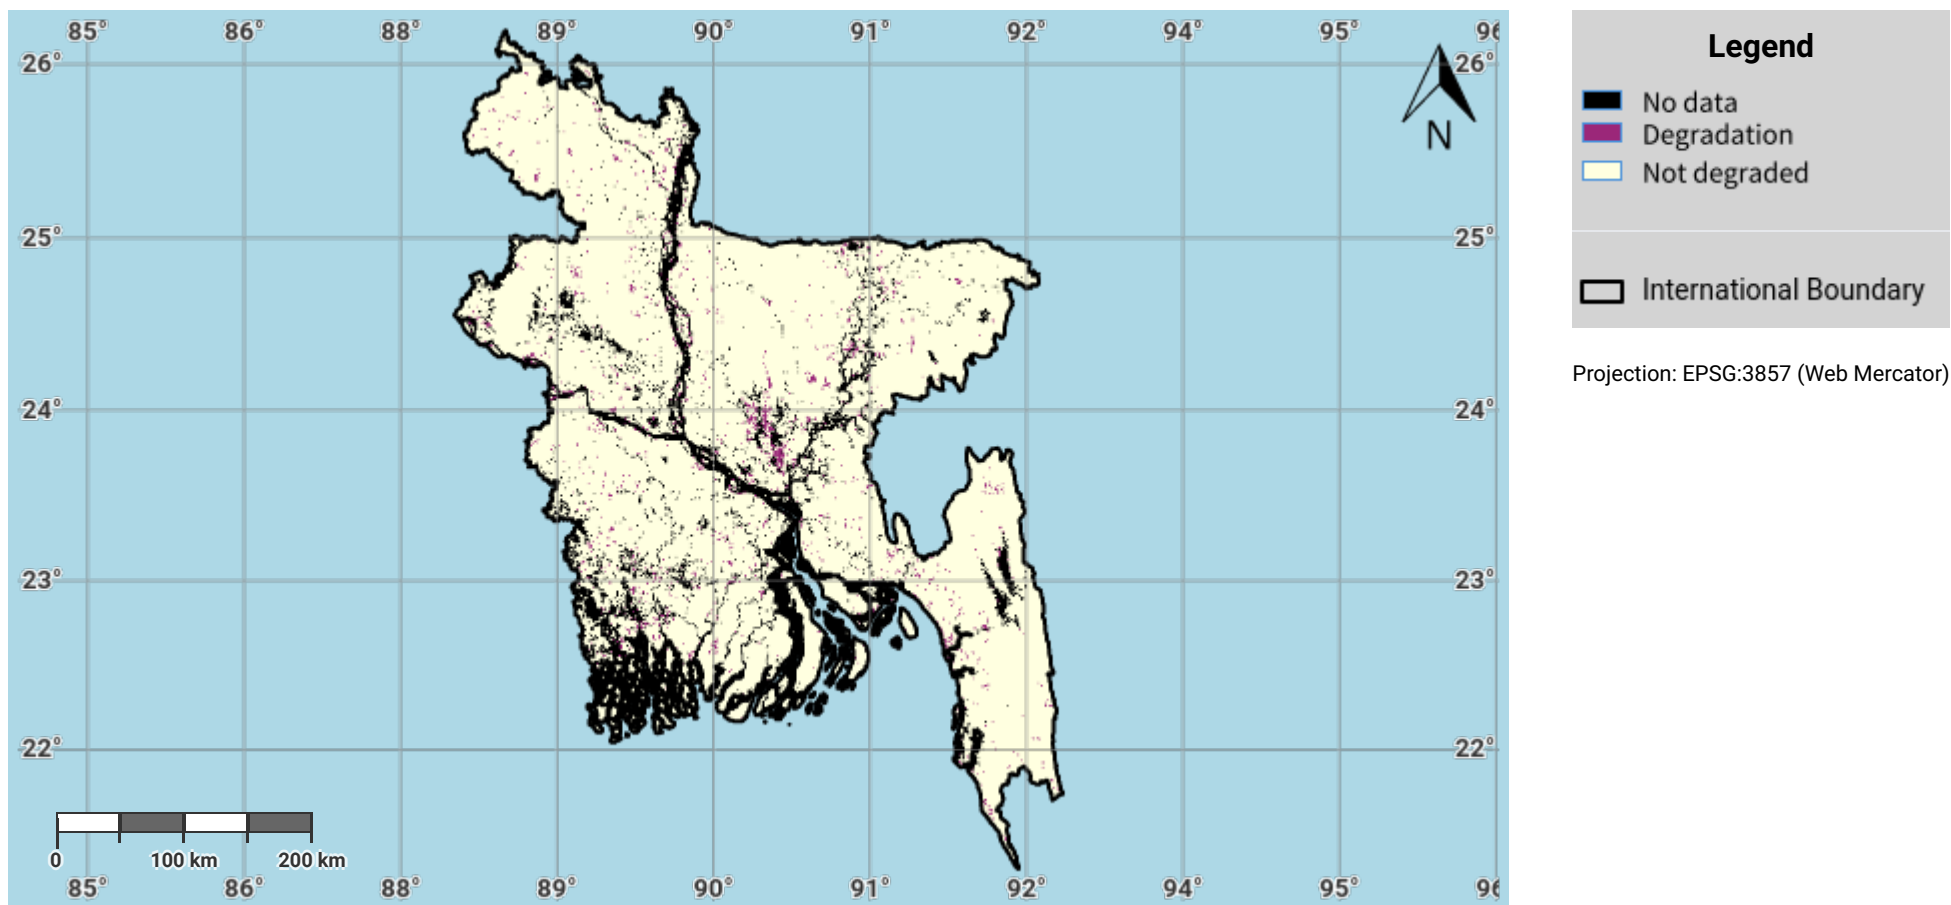 85° 86° 88° 89° 90° 91° 92° 94° 95° 96
26° 26°
25° 25°
24° 24°
23° 23°
22° 22°
N
0 100 km 200 km
85° 86° 88° 89° 90° 91° 92° 94° 95° 96
Legend
No data
Degradation
Not degraded
International Boundary
Projection: EPSG:3857 (Web Mercator)